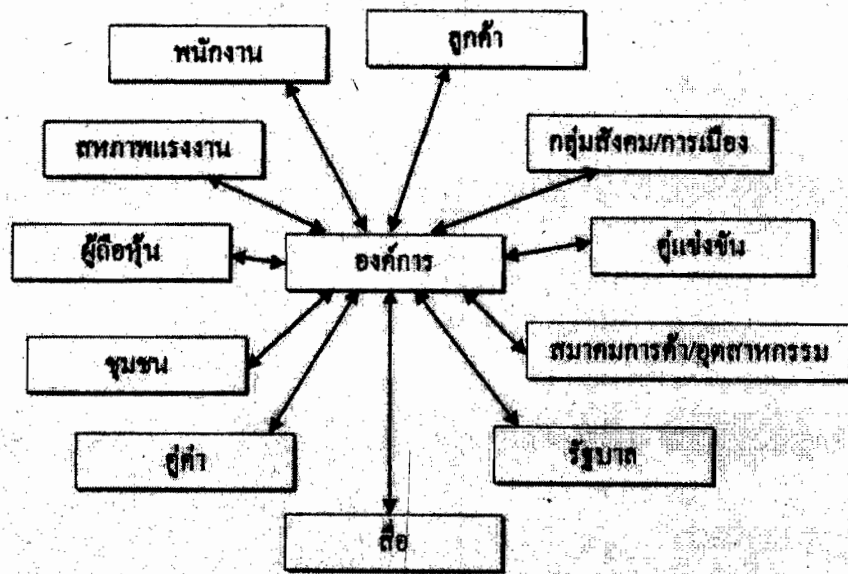 พนักงาน
ลูกค้า
สหภาพแรงงาน
กลุ่มสังคม/การเมือง
ผู้ถือหุ้น
องค์การ
คู่แข่งขัน
ชุมชน
สมาคมการค้า/อุตสาหกรรม
คู่ค้า
รัฐบาล
สื่อ